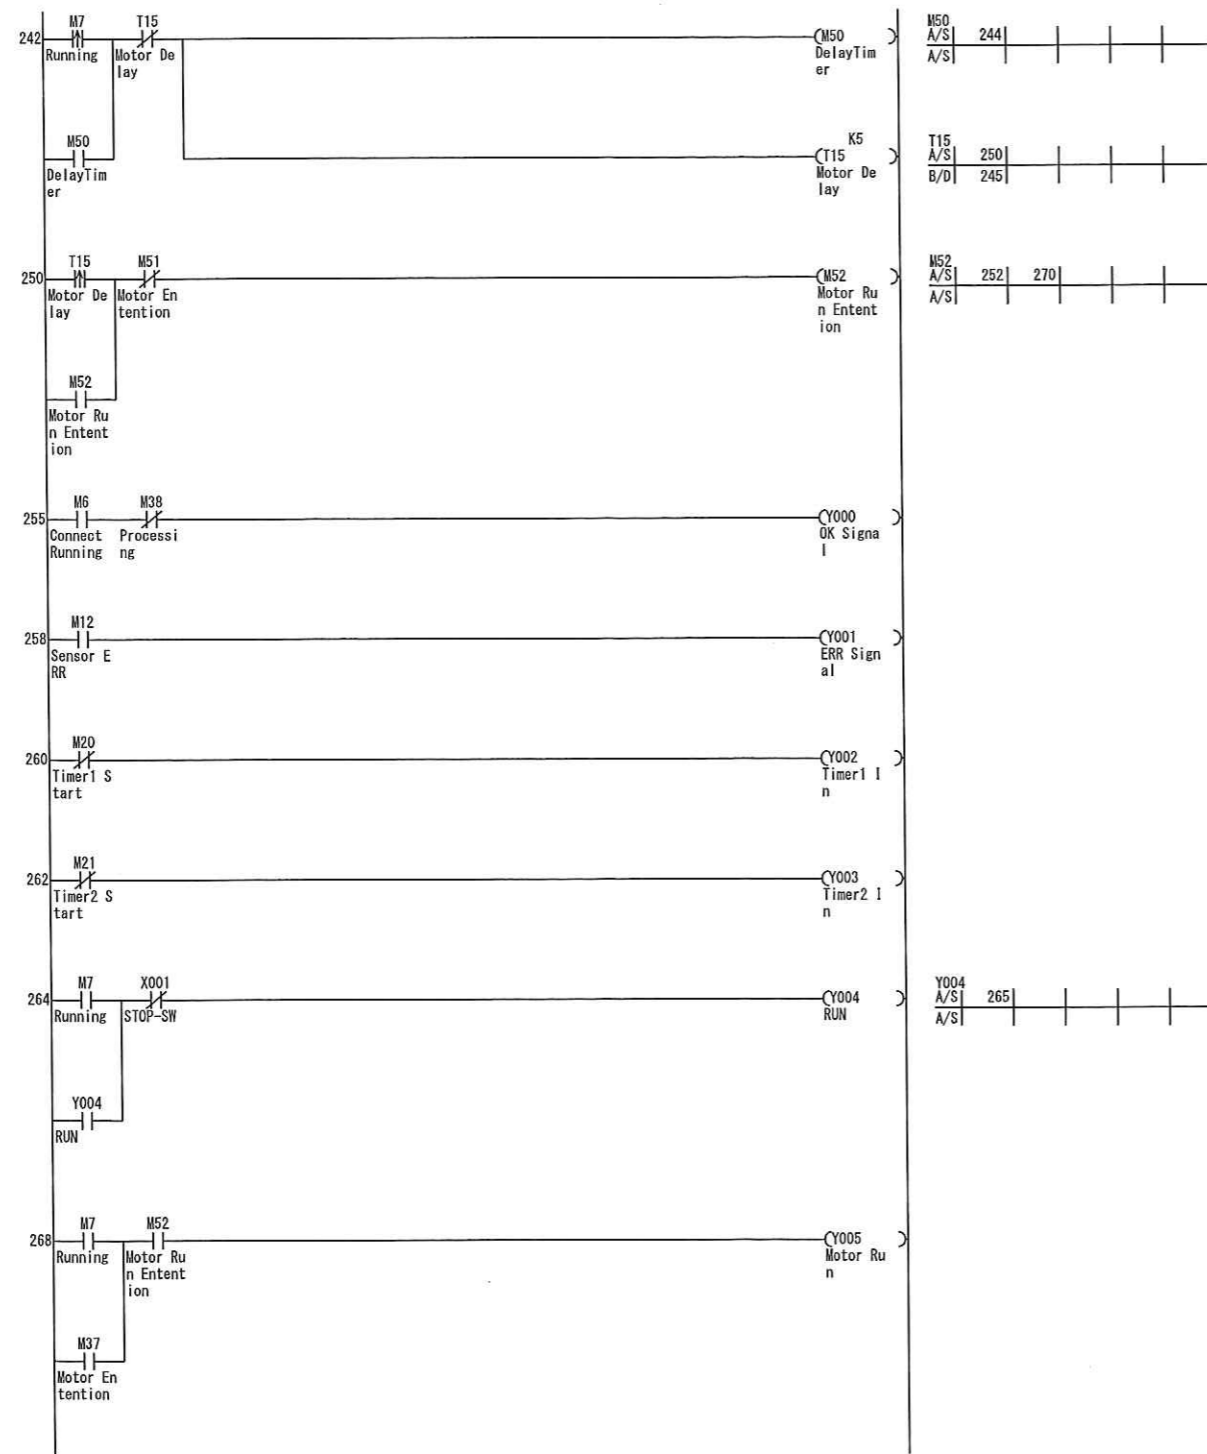 M7 T15 M50
242 (M50 ) A/S 244
Running Motor De DelayTim A/S
lay er
M50 K5 T15
(T15 ) A/S 250
DelayTim Motor De B/D 245
er lay
T15 M51 M52
250 (M52 ) A/S 252 270
Motor De Motor En Motor Ru A/S
lay tention n Entent
ion
M52
Motor Ru
n Entent
ion
M6 M38
255 (Y000 )
Connect Processi OK Signa
Running ng l
M12
258 (Y001 )
Sensor E ERR Sign
RR al
M20
260 (Y002 )
Timer1 S Timer1 I
tart n
M21
262 (Y003 )
Timer2 S Timer2 I
tart n
M7 X001 Y004
264 (Y004 ) A/S 265
Running STOP-SW RUN A/S
Y004
RUN
M7 M52
268 (Y005 )
Running Motor Ru Motor Ru
n Entent n
ion
M37
Motor En
tention